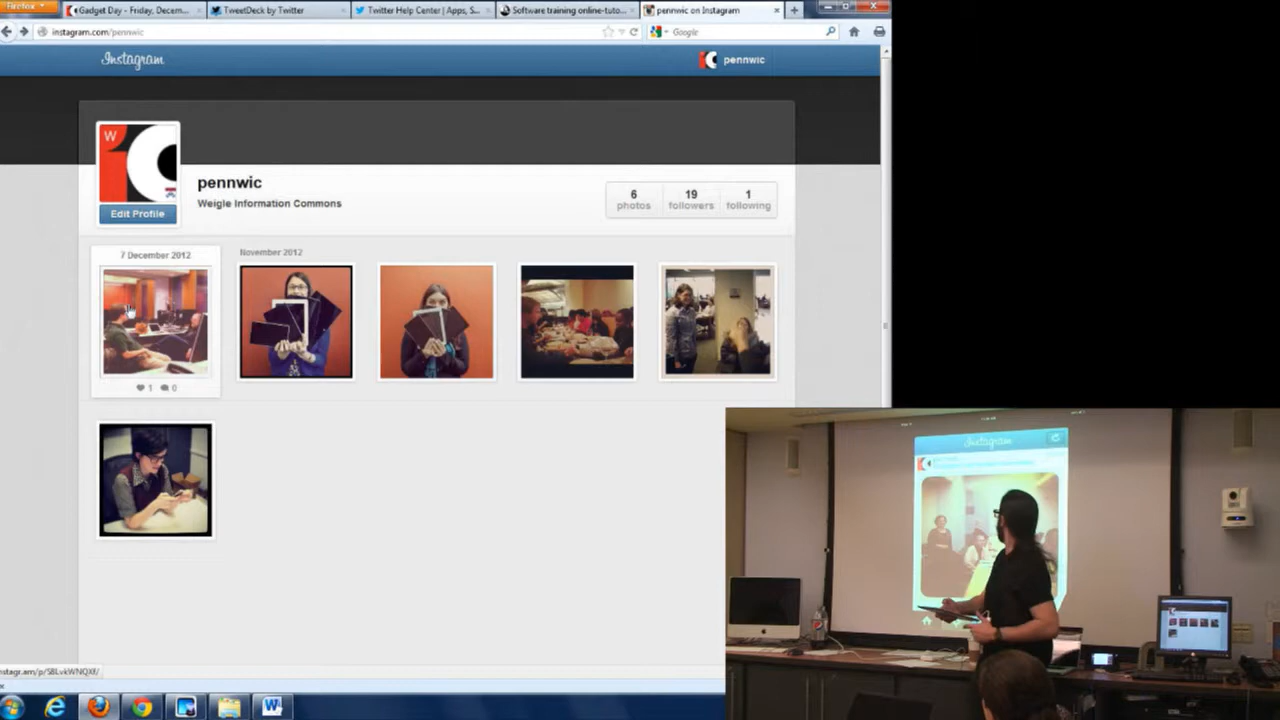 Firefox
Gadget Day - Friday, Decem...
TweetDeck by Twitter
Twitter Help Center | Apps, S...
Software training online-tuto...
pennwic on Instagram
instagram.com/pennwic
Google
Instagram
pennwic
W
pennwic
Weigle Information Commons
Edit Profile
6 photos
19 followers
1 following
7 December 2012
November 2012
1 0
Instagram
nstagr.am/p/SBLvkWNQXf/